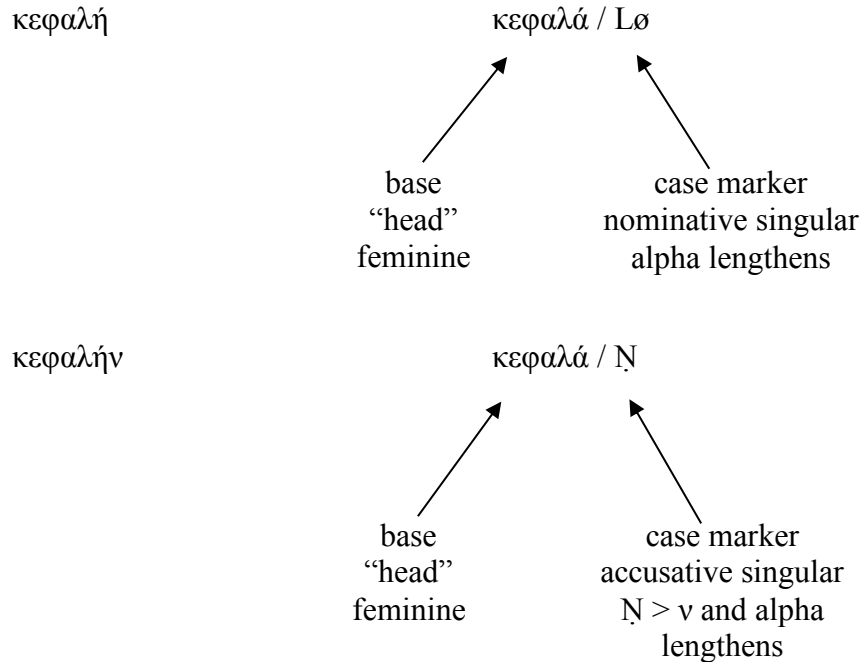 κεφαλή κεφαλά / Lø
base case marker
“head” nominative singular
feminine alpha lengthens
κεφαλήν κεφαλά / Ṇ
base case marker
“head” accusative singular
feminine Ṇ > ν and alpha
lengthens